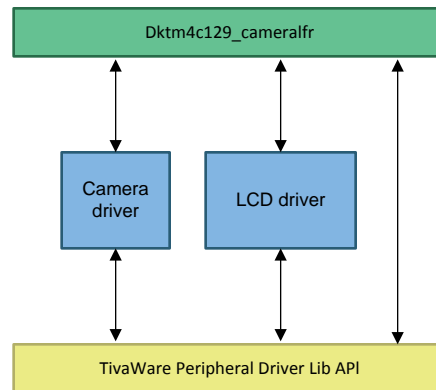 Dktm4c129_cameralfr
Camera
driver
LCD driver
TivaWare Peripheral Driver Lib API